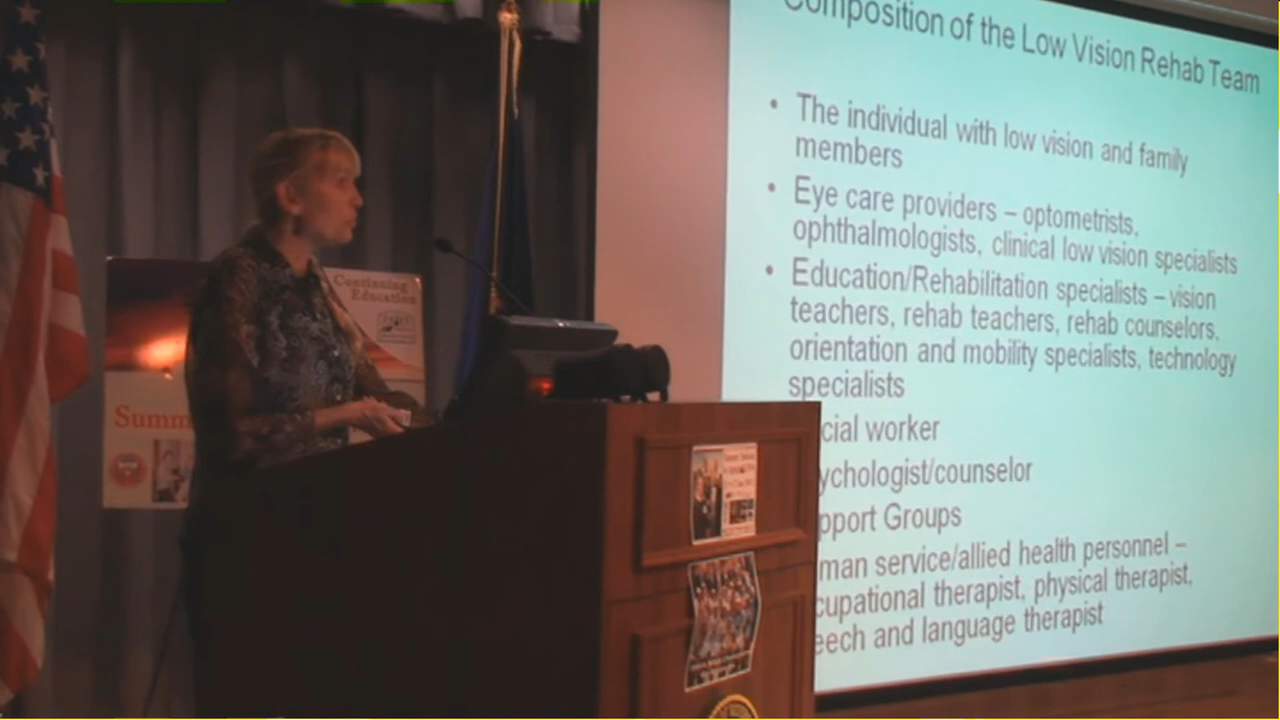 Composition of the Low Vision Rehab Team
• The individual with low vision and family
members
• Eye care providers – optometrists,
ophthalmologists, clinical low vision specialists
• Education/Rehabilitation specialists – vision
teachers, rehab teachers, rehab counselors,
orientation and mobility specialists, technology
specialists
cial worker
ychologist/counselor
pport Groups
man service/allied health personnel –
cupational therapist, physical therapist,
eech and language therapist
Continuing
Education
Summ